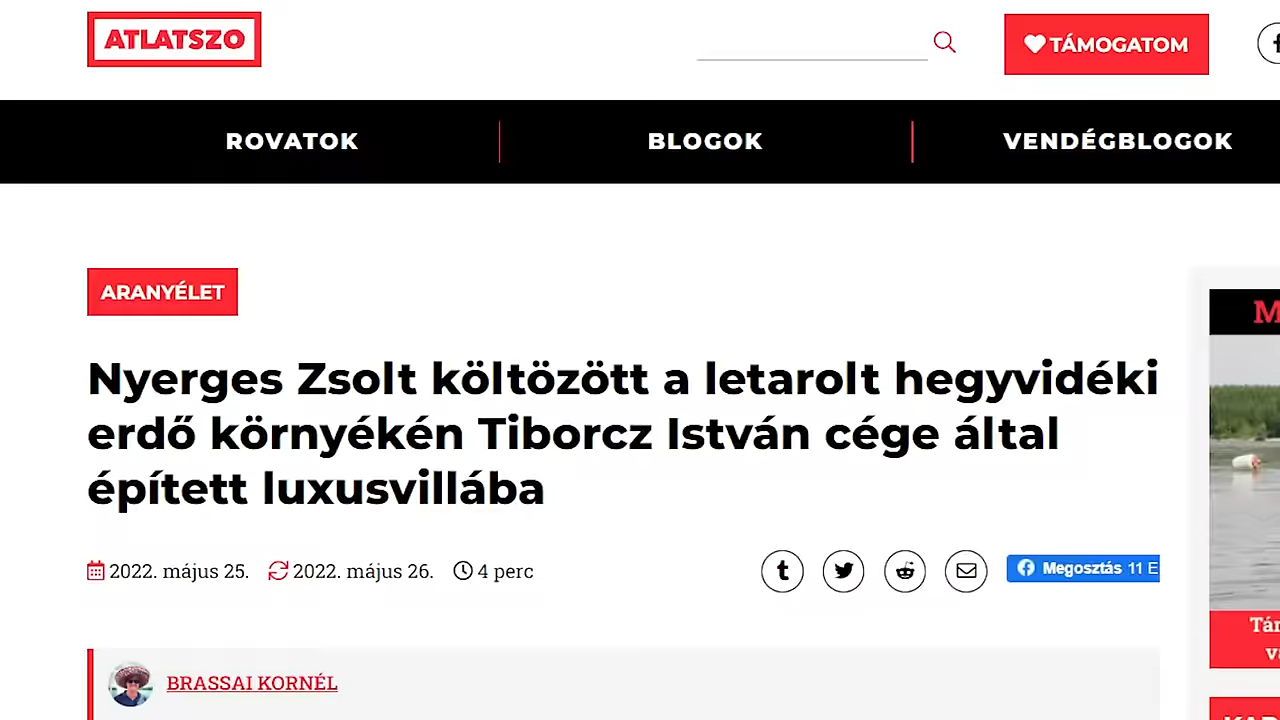 ATLATSZO
TÁMOGATOM
ROVATOK
BLOGOK
VENDÉGBLOGOK
ARANYÉLET
Nyerges Zsolt költözött a letarolt hegyvidéki
erdő környékén Tiborcz István cége által
épített luxusvillába
2022. május 25. 2022. május 26. 4 perc
Megosztás 11 E
BRASSAI KORNÉL